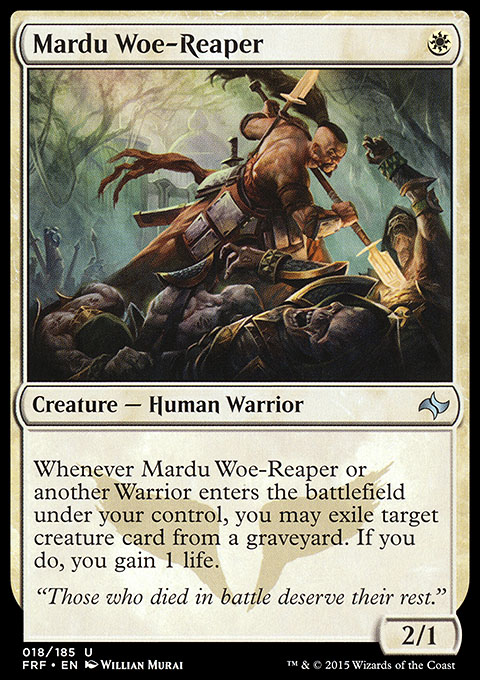 Mardu Woe-Reaper
Creature — Human Warrior
Whenever Mardu Woe-Reaper or
another Warrior enters the battlefield
under your control, you may exile target
creature card from a graveyard. If you
do, you gain 1 life.
“Those who died in battle deserve their rest.”
2/1
018/185 U
FRF • EN Willian Murai
™ & © 2015 Wizards of the Coast